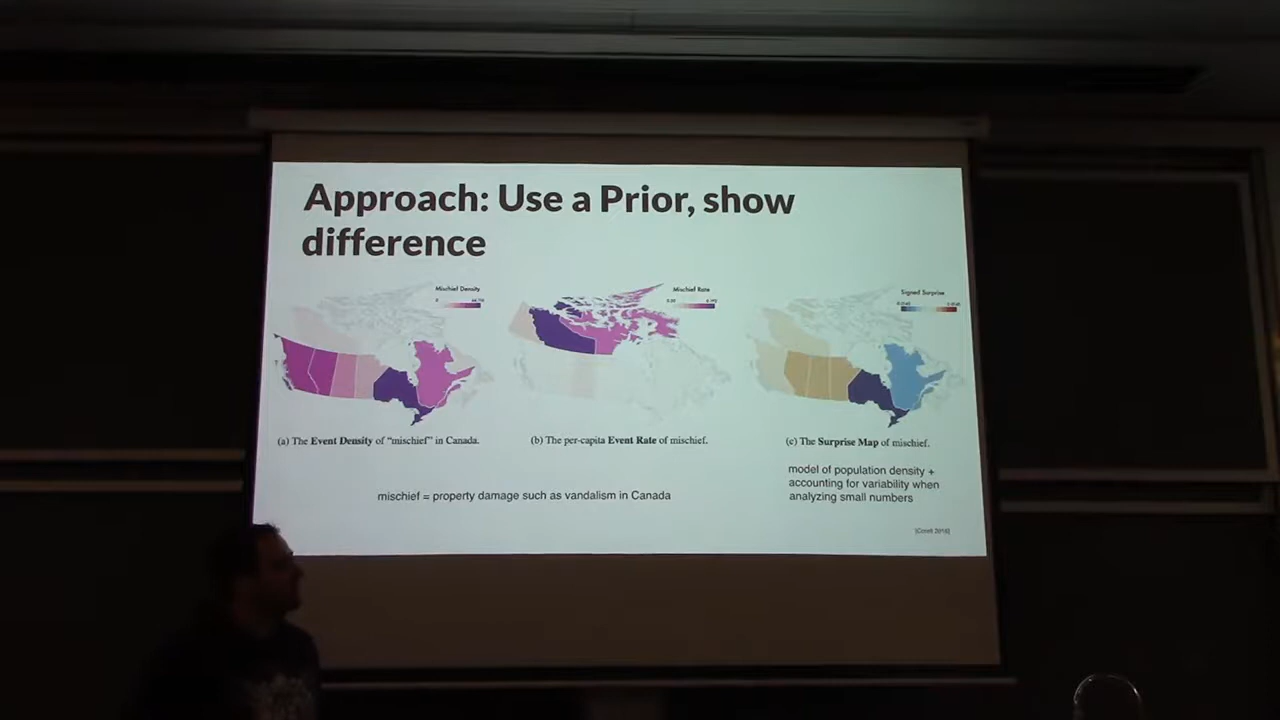 Approach: Use a Prior, show
difference
Mischief Density
Mischief Rate
Signed Surprise
(a) The Event Density of "mischief" in Canada.
(b) The per-capita Event Rate of mischief.
(c) The Surprise Map of mischief.
model of population density +
accounting for variability when
analyzing small numbers
mischief = property damage such as vandalism in Canada